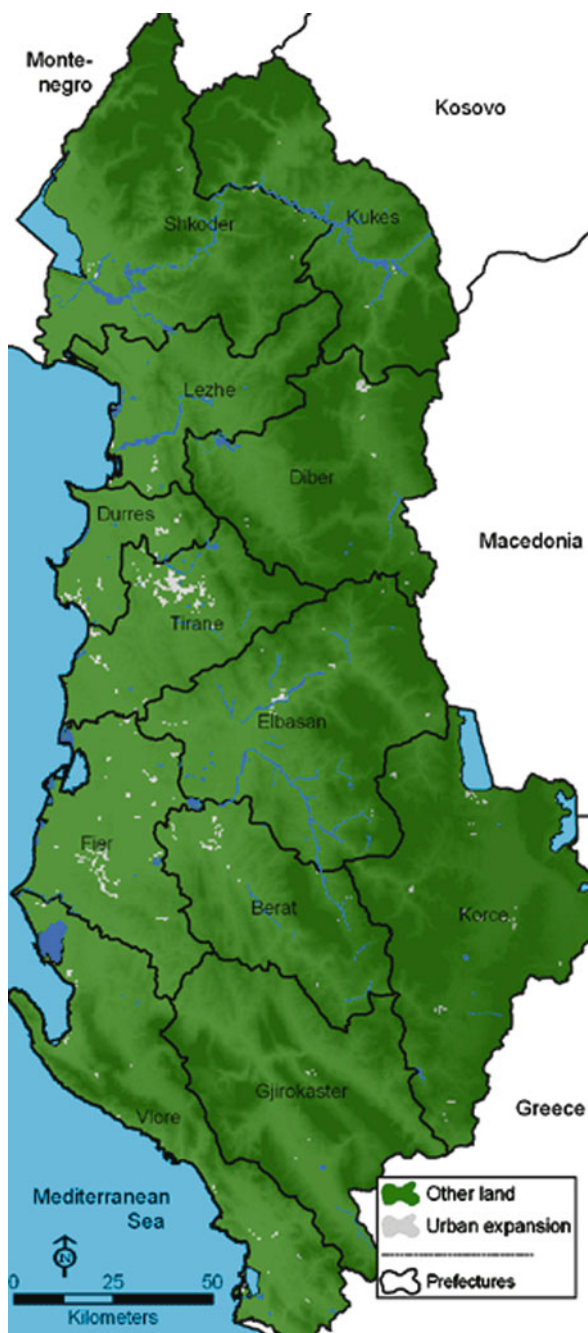 Monte-
negro
Kosovo
Kukes
Shkoder
Lezhe
Diber
Durres
Macedonia
Tirane
Elbasan
Fier
Berat
Korce
Gjirokaster
Vlore
Greece
Mediterranean
Sea
N
0 25 50
Kilometers
Other land
Urban expansion
Prefectures